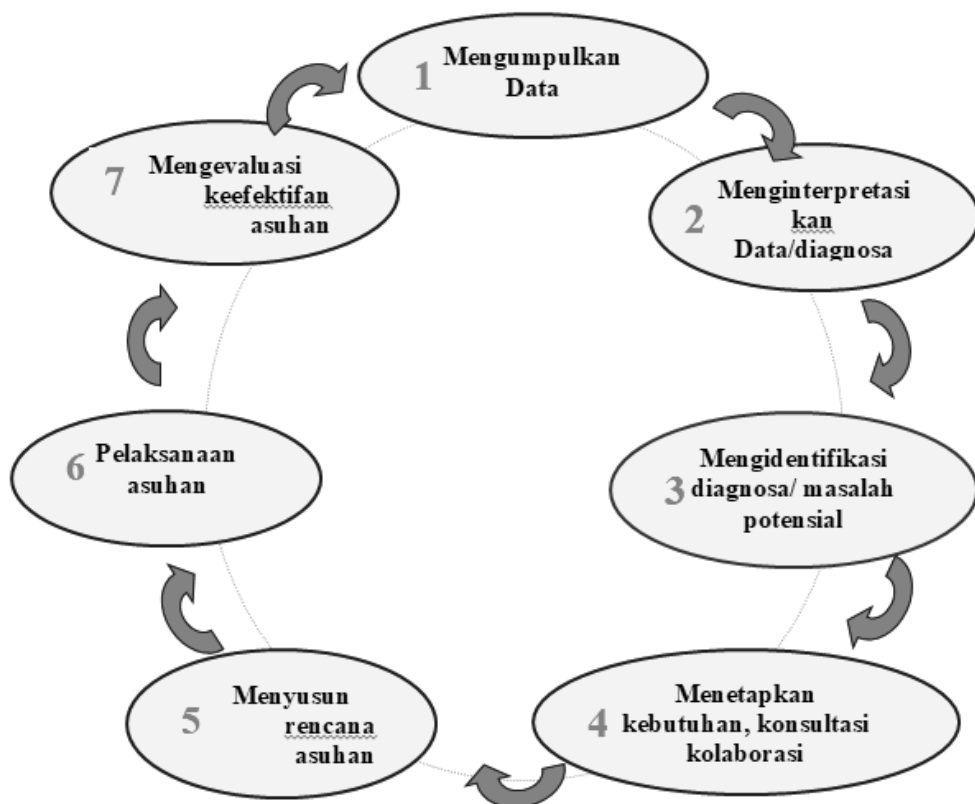 1 Mengumpulkan
Data
2 Menginterpretasi
kan
Data/diagnosa
3 Mengidentifikasi
diagnosa/ masalah
potensial
4 Menetapkan
kebutuhan, konsultasi
kolaborasi
5 Menyusun
rencana
asuhan
6 Pelaksanaan
asuhan
7 Mengevaluasi
keefektifan
asuhan